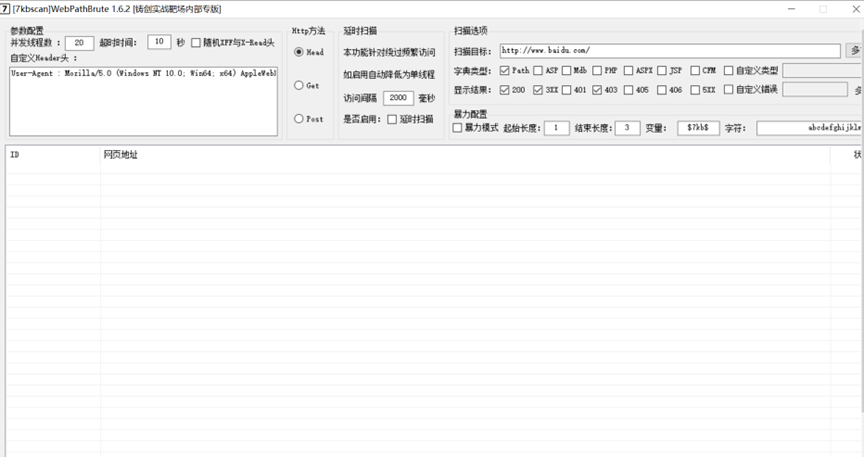 7 [7kbscan]WebPathBrute 1.6.2 [铸创实战靶场内部专版]
参数配置
并发线程数： 20 超时时间： 10 秒 随机XFF与X-Read头
自定义Header头 ：
User-Agent : Mozilla/5.0 (Windows NT 10.0; Win64; x64) AppleWebK
Http方法
Head
Get
Post
延时扫描
本功能针对绕过频繁访问
如启用自动降低为单线程
访问间隔 2000 毫秒
是否启用： 延时扫描
扫描选项
扫描目标： http://www.baidu.com/ 多
字典类型： Path ASP Mdb PHP ASPX JSP CFM 自定义类型
显示结果： 200 3XX 401 403 405 406 5XX 自定义错误
暴力配置
暴力模式 起始长度： 1 结束长度： 3 变量： $7kb$ 字符： abcdefghijklm
ID 网页地址 状